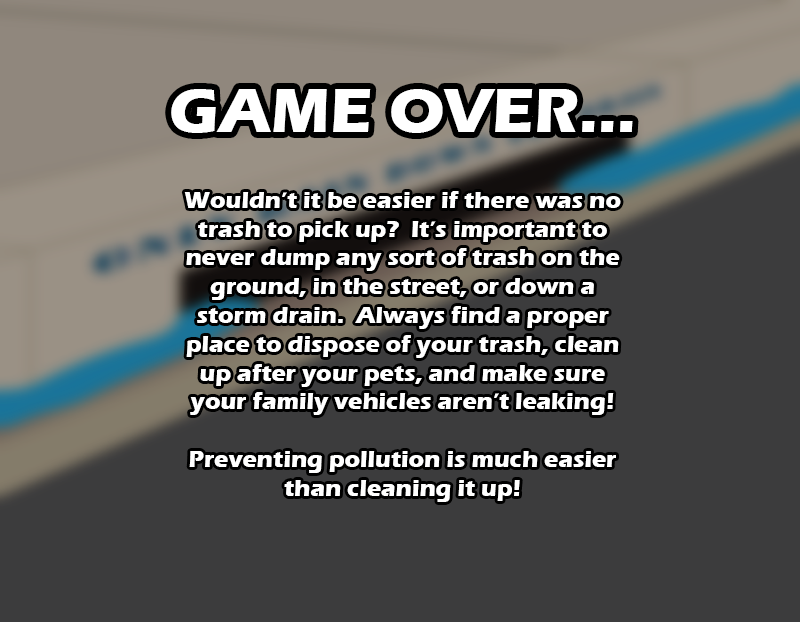 GAME OVER...
Wouldn't it be easier if there was no
trash to pick up?  It's important to
never dump any sort of trash on the
ground, in the street, or down a
storm drain.  Always find a proper
place to dispose of your trash, clean
up after your pets, and make sure
your family vehicles aren't leaking!
Preventing pollution is much easier
than cleaning it up!